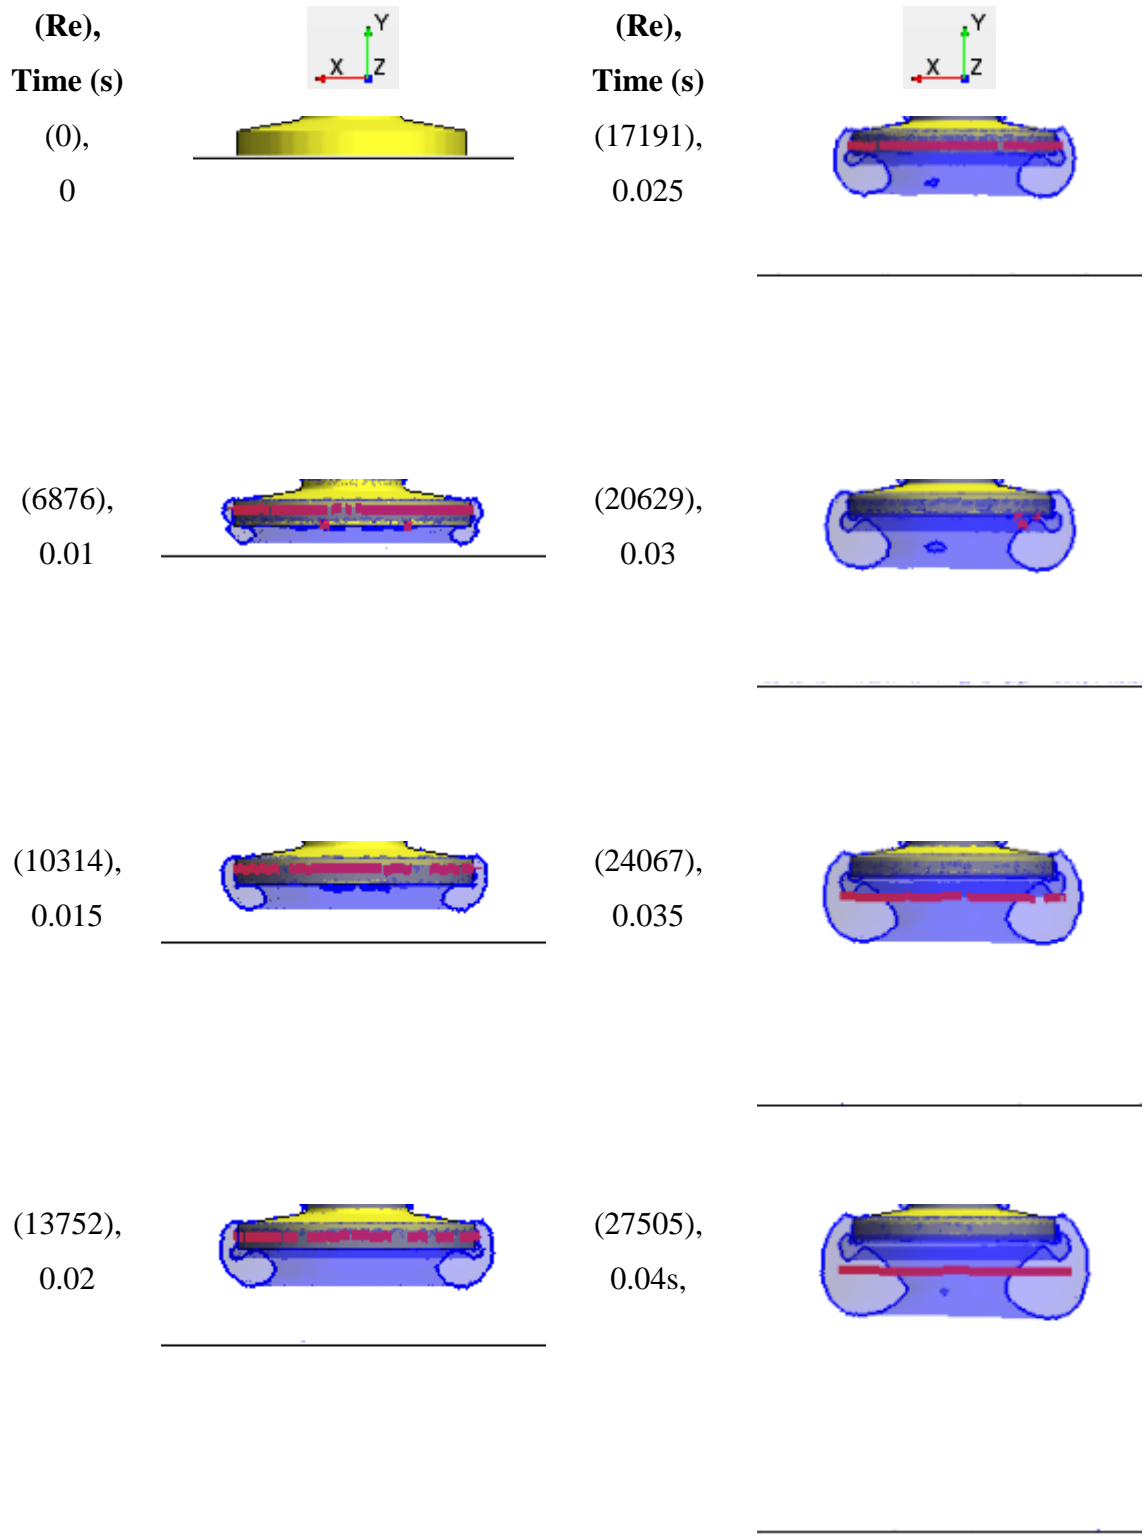 (Re),
Time (s)
Y
X Z
(0),
0
(6876),
0.01
(10314),
0.015
(13752),
0.02
(Re),
Time (s)
Y
X Z
(17191),
0.025
(20629),
0.03
(24067),
0.035
(27505),
0.04s,